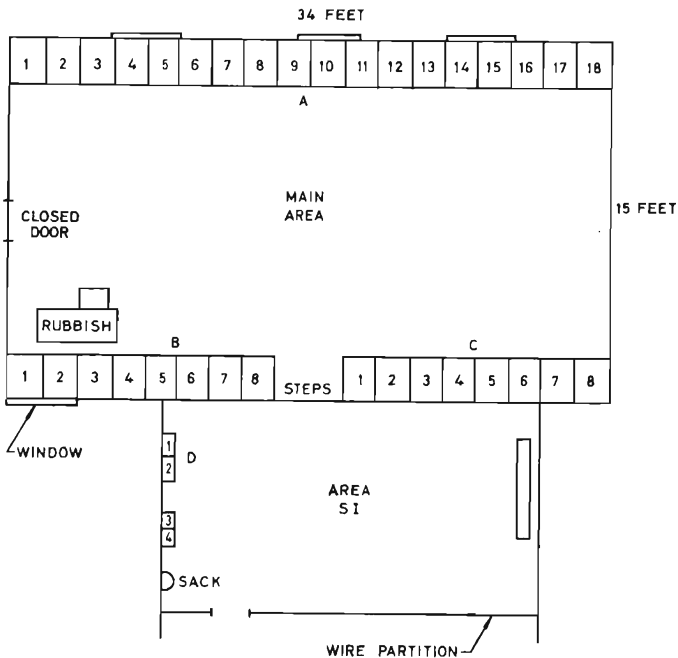 34 FEET
1 2 3 4 5 6 7 8 9 10 11 12 13 14 15 16 17 18
A
MAIN
AREA
15 FEET
CLOSED
DOOR
RUBBISH
B
C
1 2 3 4 5 6 7 8 STEPS 1 2 3 4 5 6 7 8
WINDOW
1
D
2
AREA
S I
3
4
SACK
WIRE PARTITION